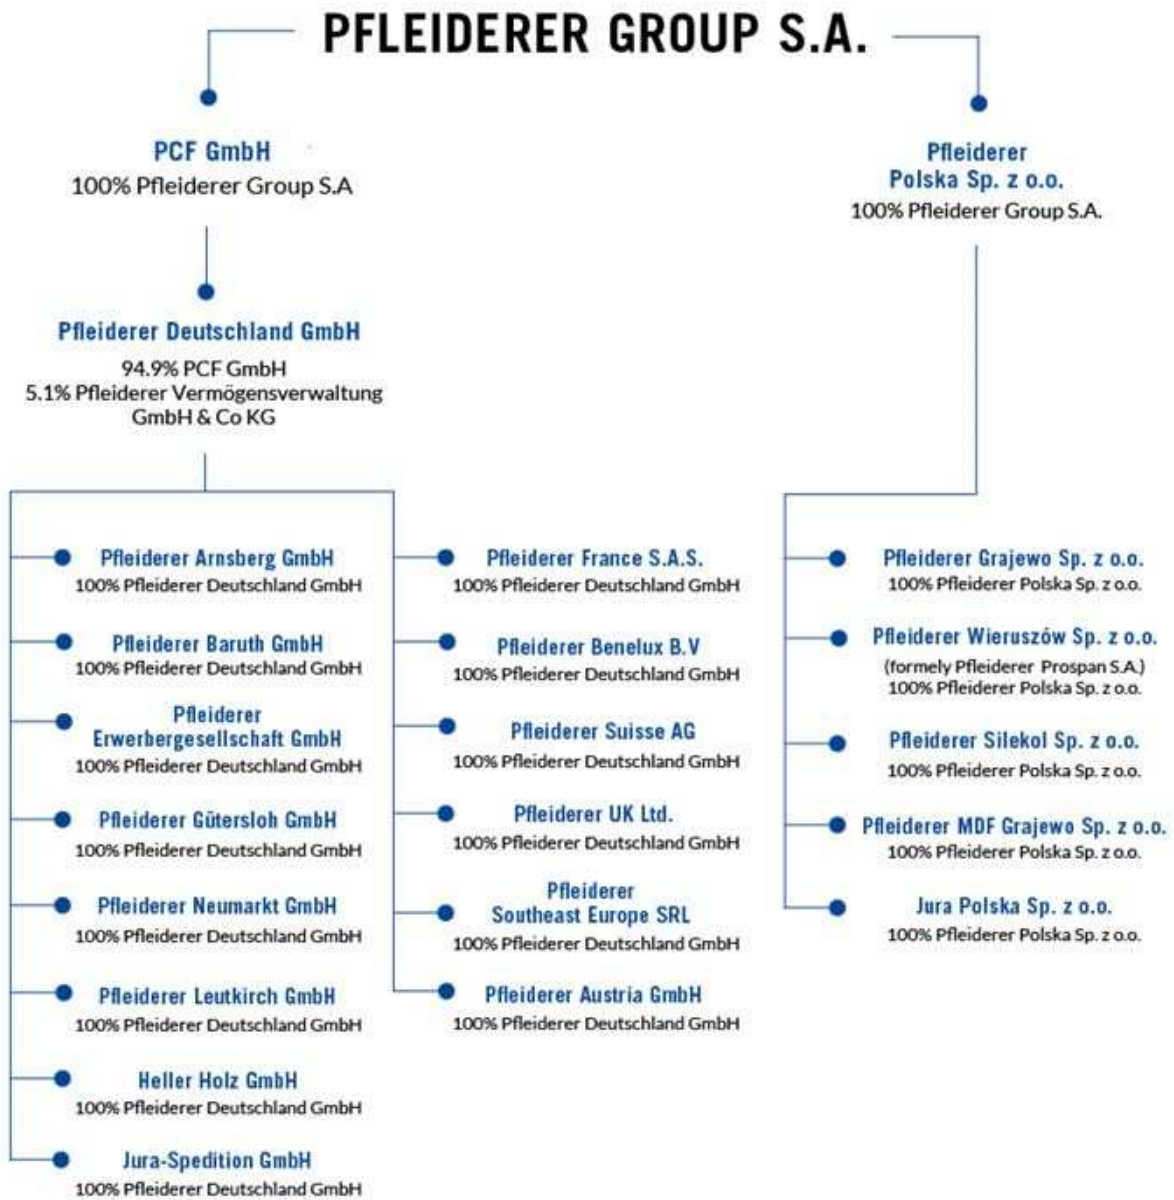 PFLEIDERER GROUP S.A.
PCF GmbH
100% Pfleiderer Group S.A
Pfleiderer
Polska Sp. z o.o.
100% Pfleiderer Group S.A.
Pfleiderer Deutschland GmbH
94.9% PCF GmbH
5.1% Pfleiderer Vermögensverwaltung
GmbH & Co KG
Pfleiderer Arnsberg GmbH
100% Pfleiderer Deutschland GmbH
Pfleiderer Baruth GmbH
100% Pfleiderer Deutschland GmbH
Pfleiderer
Erwerbergesellschaft GmbH
100% Pfleiderer Deutschland GmbH
Pfleiderer Gütersloh GmbH
100% Pfleiderer Deutschland GmbH
Pfleiderer Neumarkt GmbH
100% Pfleiderer Deutschland GmbH
Pfleiderer Leutkirch GmbH
100% Pfleiderer Deutschland GmbH
Heller Holz GmbH
100% Pfleiderer Deutschland GmbH
Jura-Spedition GmbH
100% Pfleiderer Deutschland GmbH
Pfleiderer France S.A.S.
100% Pfleiderer Deutschland GmbH
Pfleiderer Benelux B.V
100% Pfleiderer Deutschland GmbH
Pfleiderer Suisse AG
100% Pfleiderer Deutschland GmbH
Pfleiderer UK Ltd.
100% Pfleiderer Deutschland GmbH
Pfleiderer
Southeast Europe SRL
100% Pfleiderer Deutschland GmbH
Pfleiderer Austria GmbH
100% Pfleiderer Deutschland GmbH
Pfleiderer Grajewo Sp. z o.o.
100% Pfleiderer Polska Sp. z o.o.
Pfleiderer Wieruszów Sp. z o.o.
(formely Pfleiderer Prospan S.A.)
100% Pfleiderer Polska Sp. z o.o.
Pfleiderer Silekol Sp. z o.o.
100% Pfleiderer Polska Sp. z o.o.
Pfleiderer MDF Grajewo Sp. z o.o.
100% Pfleiderer Polska Sp. z o.o.
Jura Polska Sp. z o.o.
100% Pfleiderer Polska Sp. z o.o.